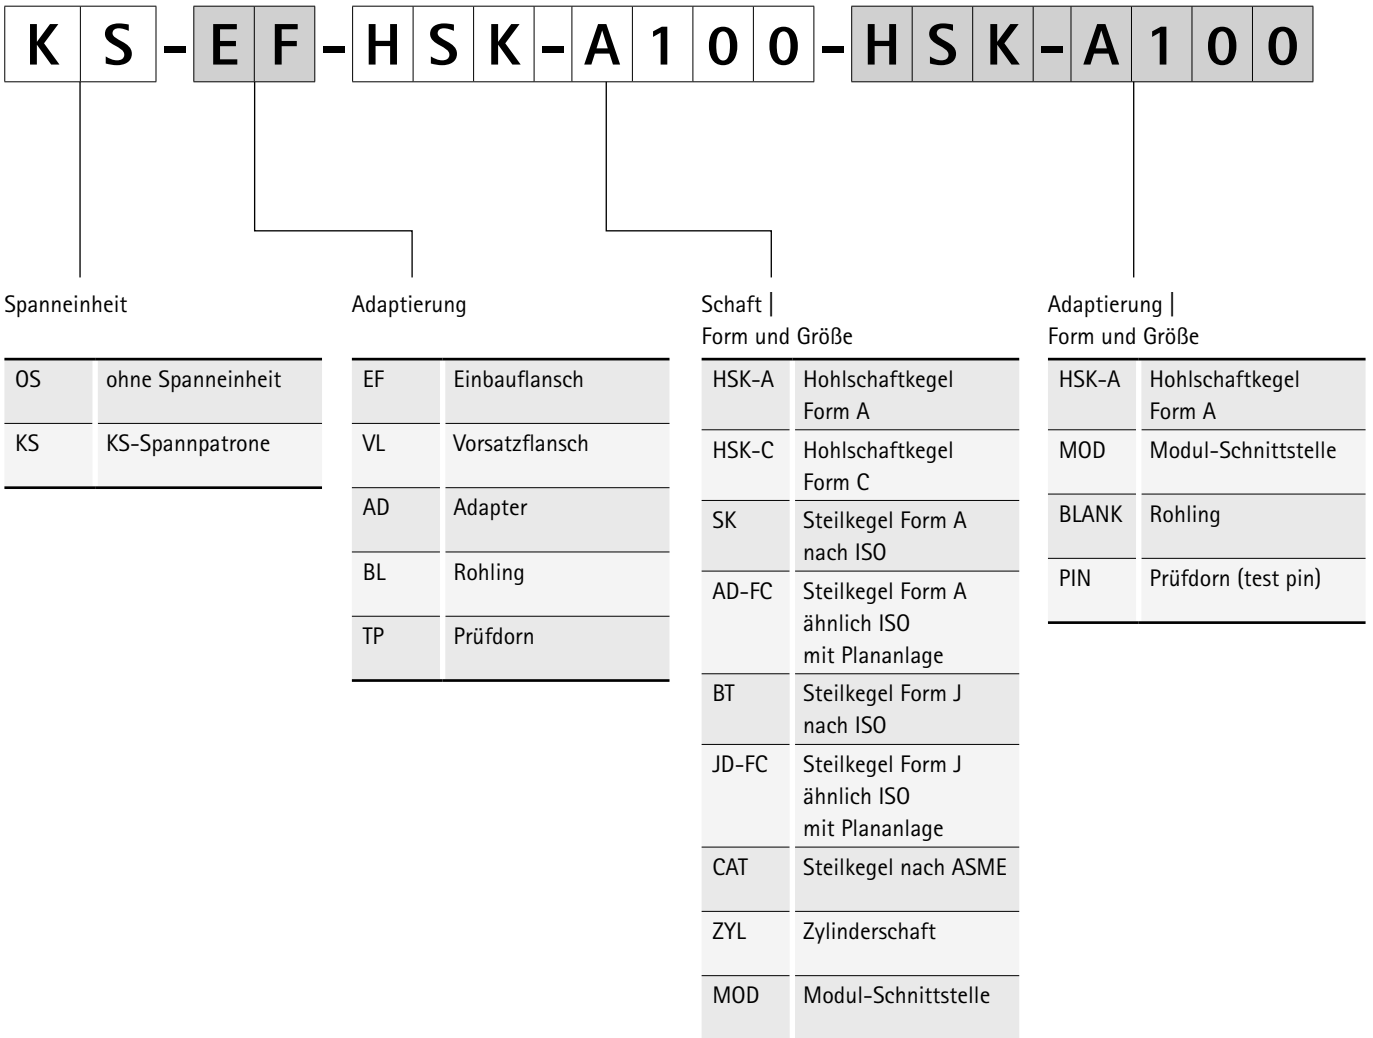 KS-EF-HSK-A100-HSK-A100
Spanneinheit
OS ohne Spanneinheit
KS KS-Spannpatrone
Adaptierung
EF Einbauflansch
VL Vorsatzflansch
AD Adapter
BL Rohling
TP Prüfdorn
Schaft |
Form und Größe
HSK-A Hohlschaftkegel
Form A
HSK-C Hohlschaftkegel
Form C
SK Steilkegel Form A
nach ISO
AD-FC Steilkegel Form A
ähnlich ISO
mit Plananlage
BT Steilkegel Form J
nach ISO
JD-FC Steilkegel Form J
ähnlich ISO
mit Plananlage
CAT Steilkegel nach ASME
ZYL Zylinderschaft
MOD Modul-Schnittstelle
Adaptierung |
Form und Größe
HSK-A Hohlschaftkegel
Form A
MOD Modul-Schnittstelle
BLANK Rohling
PIN Prüfdorn (test pin)